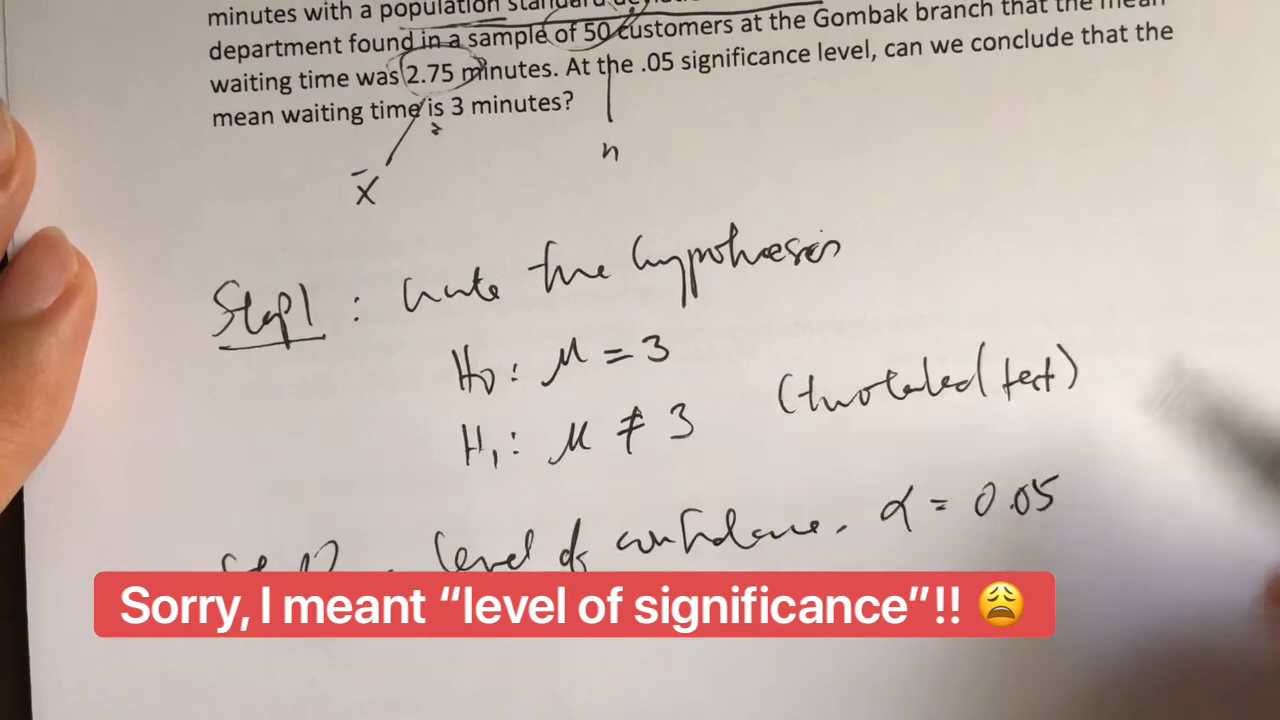 minutes with a population standard
department found in a sample of 50 customers at the Gombak branch that the mean
waiting time was 2.75 minutes. At the .05 significance level, can we conclude that the
mean waiting time is 3 minutes?
n
x̄
Step 1 : state the hypothesis
H₀ : μ = 3
H₁ : μ ≠ 3 (two tailed test)
level of confidence, α = 0.05
Sorry, I meant “level of significance”!! 😩